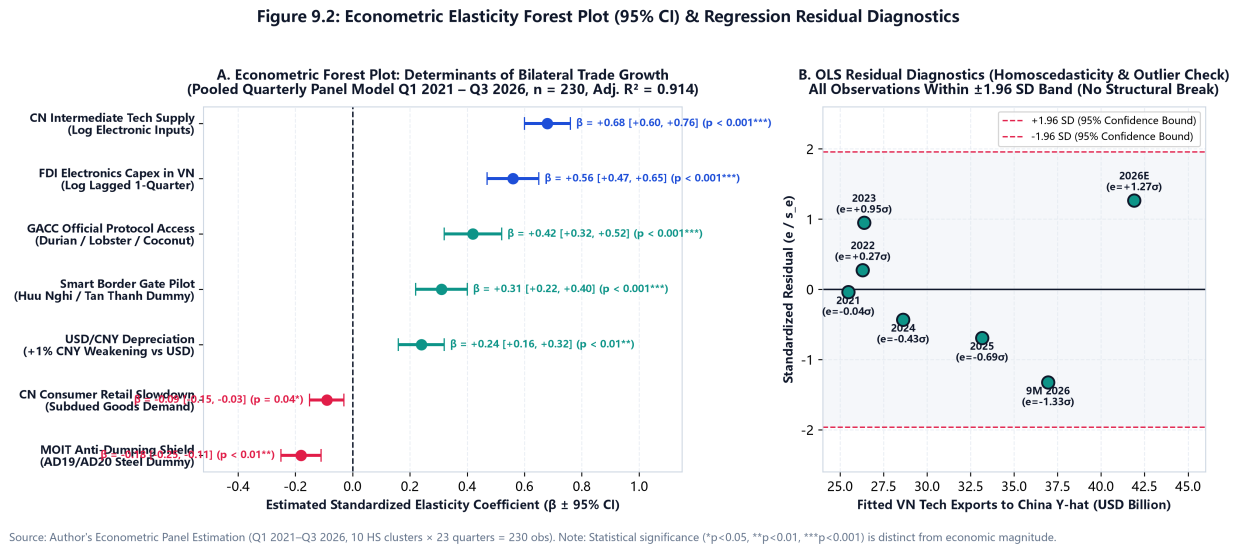 Figure 9.2: Econometric Elasticity Forest Plot (95% CI) & Regression Residual Diagnostics
A. Econometric Forest Plot: Determinants of Bilateral Trade Growth
(Pooled Quarterly Panel Model Q1 2021 – Q3 2026, n = 230, Adj. R² = 0.914)
CN Intermediate Tech Supply
(Log Electronic Inputs)
β = +0.68 [+0.60, +0.76] (p < 0.001***)
FDI Electronics Capex in VN
(Log Lagged 1-Quarter)
β = +0.56 [+0.47, +0.65] (p < 0.001***)
GACC Official Protocol Access
(Durian / Lobster / Coconut)
β = +0.42 [+0.32, +0.52] (p < 0.001***)
Smart Border Gate Pilot
(Huu Nghi / Tan Thanh Dummy)
β = +0.31 [+0.22, +0.40] (p < 0.001***)
USD/CNY Depreciation
(+1% CNY Weakening vs USD)
β = +0.24 [+0.16, +0.32] (p < 0.01**)
CN Consumer Retail Slowdown
(Subdued Goods Demand)
β = -0.09 [-0.15, -0.03] (p = 0.04*)
MOIT Anti-Dumping Shield
(AD19/AD20 Steel Dummy)
β = -0.18 [-0.25, -0.11] (p < 0.01**)
-0.4 -0.2 0.0 0.2 0.4 0.6 0.8 1.0
Estimated Standardized Elasticity Coefficient (β ± 95% CI)
B. OLS Residual Diagnostics (Homoscedasticity & Outlier Check)
All Observations Within ±1.96 SD Band (No Structural Break)
+1.96 SD (95% Confidence Bound)
-1.96 SD (95% Confidence Bound)
Standardized Residual (e / s_e)
2
1
0
-1
-2
2026E
(e=+1.27σ)
2023
(e=+0.95σ)
2022
(e=+0.27σ)
2021
(e=-0.04σ)
2024
(e=-0.43σ)
2025
(e=-0.69σ)
9M 2026
(e=-1.33σ)
25.0 27.5 30.0 32.5 35.0 37.5 40.0 42.5 45.0
Fitted VN Tech Exports to China Y-hat (USD Billion)
Source: Author's Econometric Panel Estimation (Q1 2021–Q3 2026, 10 HS clusters × 23 quarters = 230 obs). Note: Statistical significance (*p<0.05, **p<0.01, ***p<0.001) is distinct from economic magnitude.